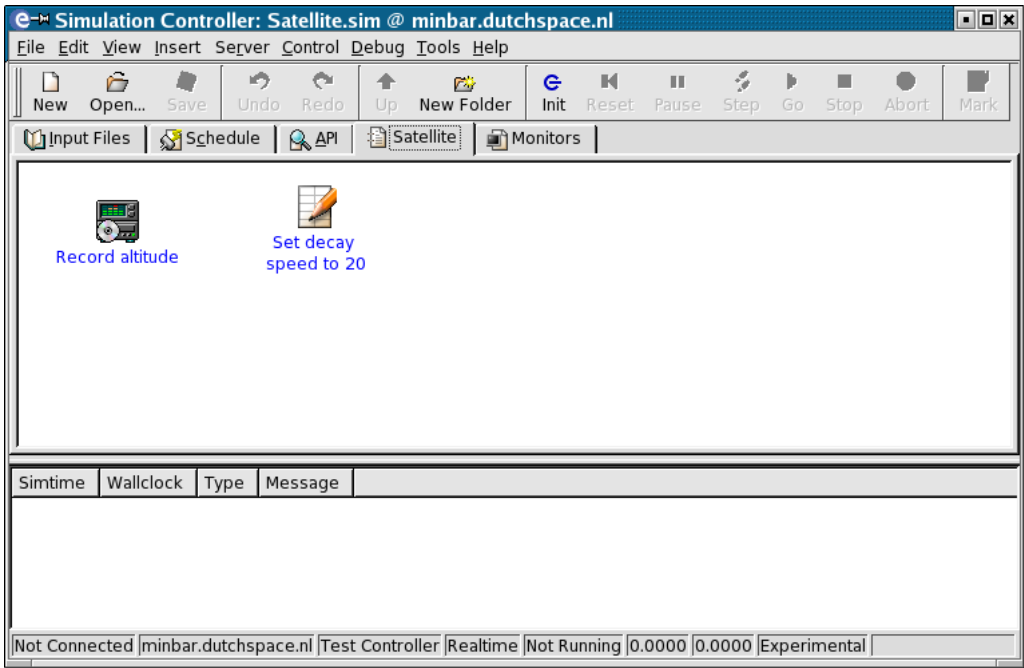 Simulation Controller: Satellite.sim @ minbar.dutchspace.nl
File Edit View Insert Server Control Debug Tools Help
New Open... Save Undo Redo Up New Folder Init Reset Pause Step Go Stop Abort Mark
Input Files Schedule API Satellite Monitors
Record altitude
Set decay
speed to 20
Simtime Wallclock Type Message
Not Connected minbar.dutchspace.nl Test Controller Realtime Not Running 0.0000 0.0000 Experimental